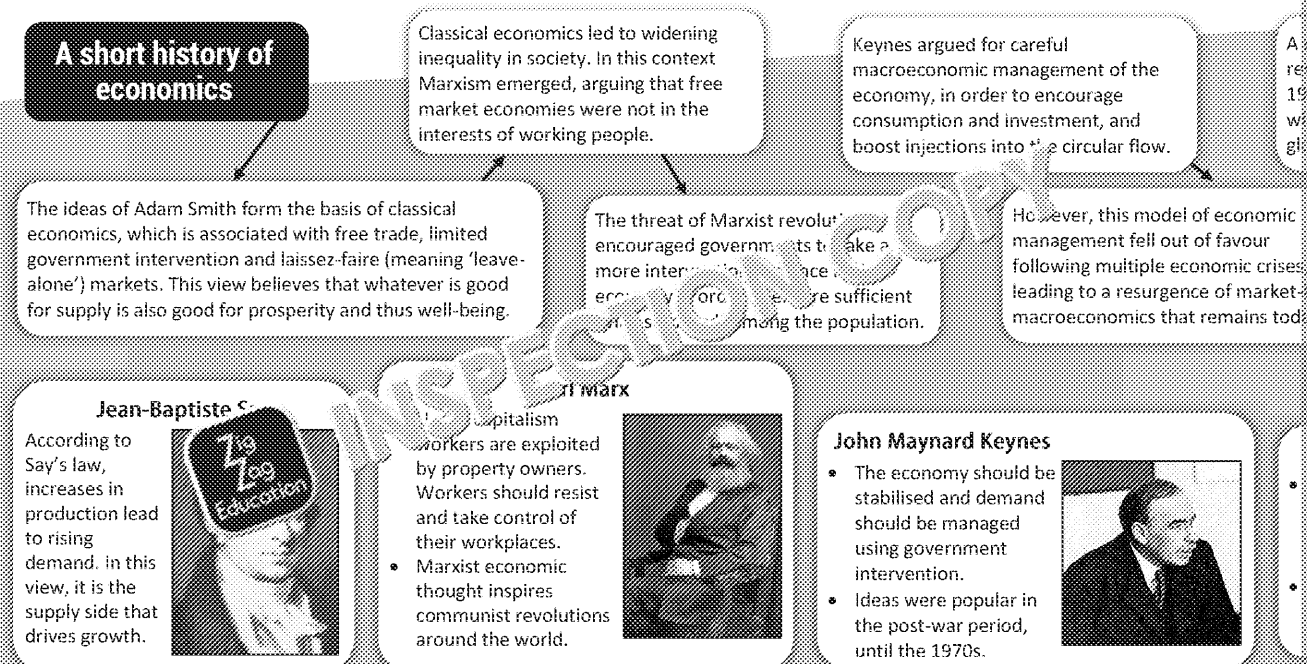 A short history of
economics
Classical economics led to widening
inequality in society. In this context
Marxism emerged, arguing that free
market economies were not in the
interests of working people.
Keynes argued for careful
macroeconomic management of the
economy, in order to encourage
consumption and investment, and
boost injections into the circular flow.
A
19
The ideas of Adam Smith form the basis of classical
economics, which is associated with free trade, limited
government intervention and laissez-faire (meaning 'leave-
alone') markets. This view believes that whatever is good
for supply is also good for prosperity and thus well-being.
The threat of Marxist
encouraged governments to take a
more
economy sufficient
among the population.
However, this model of economic
management fell out of favour
following multiple economic crises
leading to a resurgence of market-
macroeconomics that remains tod
INSPECTION COPY
Jean-Baptiste
According to
Say's law,
increases in
production lead
to rising
demand. In this
view, it is the
supply side that
drives growth.
Zig
Zag
Education
Marx
capitalism
workers are exploited
by property owners.
Workers should resist
and take control of
their workplaces.
• Marxist economic
thought inspires
communist revolutions
around the world.
John Maynard Keynes
• The economy should be
stabilised and demand
should be managed
using government
intervention.
• Ideas were popular in
the post-war period,
until the 1970s.